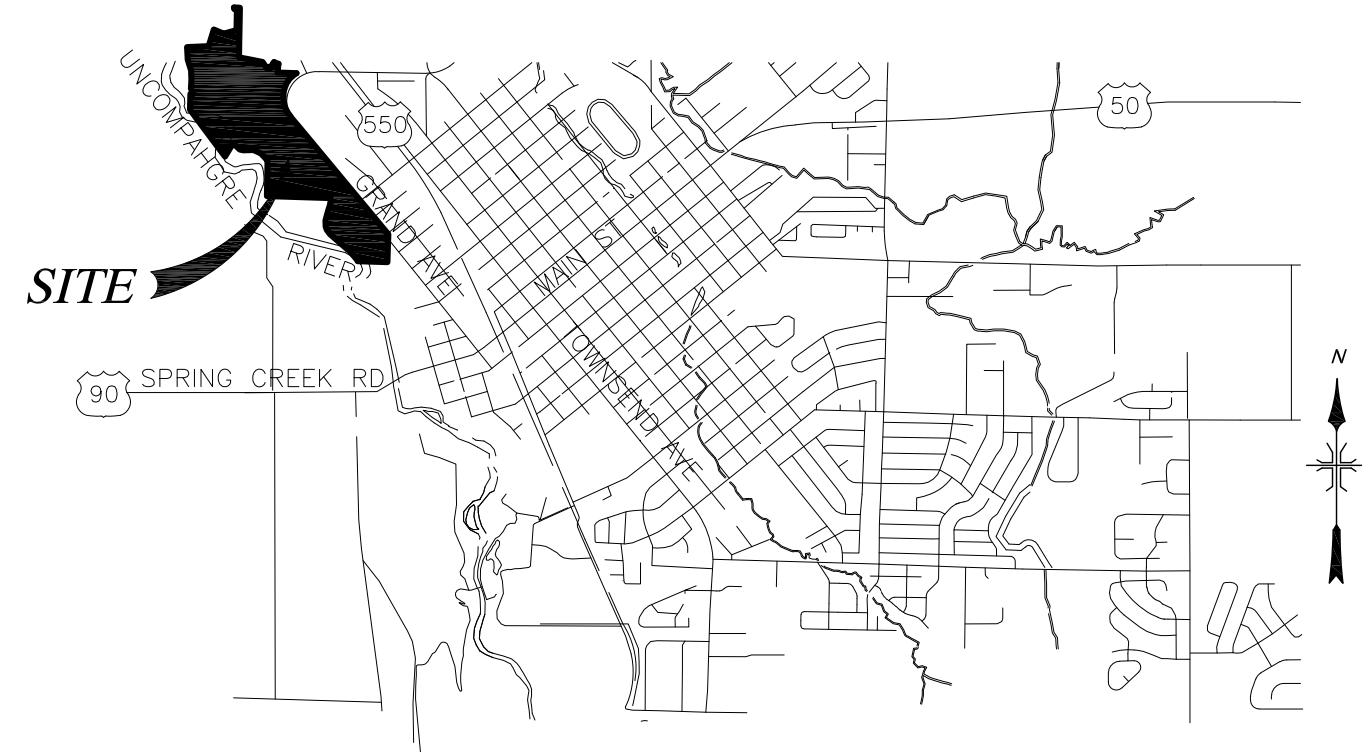 UNCOMPAHGRE
550
50
GRAND AVE
MAIN ST
RIVER
SITE
TOWNSEND AVE
N
SPRING CREEK RD
90